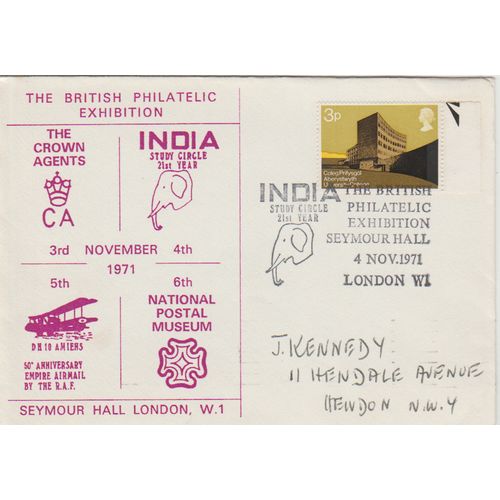 THE BRITISH PHILATELIC
EXHIBITION
THE
CROWN
AGENTS
CA
INDIA
STUDY CIRCLE
21st YEAR
3rd NOVEMBER 4th
1971
5th
6th
DH 10 AMIENS
50th ANNIVERSARY
EMPIRE AIRMAIL
BY THE R.A.F.
NATIONAL
POSTAL
MUSEUM
SEYMOUR HALL LONDON, W.1
3p
Coleg Prifysgol
Aberystwyth
INDIA
STUDY CIRCLE
21st YEAR
THE BRITISH
PHILATELIC
EXHIBITION
SEYMOUR HALL
4 NOV.1971
LONDON W1
J. KENNEDY
11 HENDALE AVENUE
HENDON N.W.4